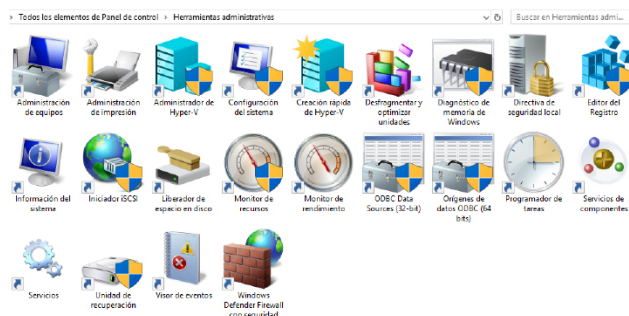 › Todos los elementos de Panel de control › Herramientas administrativas
Buscar en Herramientas admi...
Administración
de equipos
Administración
de impresión
Administrador de
Hyper-V
Configuración
del sistema
Creación rápida
de Hyper-V
Desfragmentar y
optimizar
unidades
Diagnóstico de
memoria de
Windows
Directiva de
seguridad local
Editor del
Registro
Información del
sistema
Iniciador iSCSI
Liberador de
espacio en disco
Monitor de
recursos
Monitor de
rendimiento
ODBC Data
Sources (32-bit)
Orígenes de
datos ODBC (64
bits)
Programador de
tareas
Servicios de
componentes
Servicios
Unidad de
recuperación
Visor de eventos
Windows
Defender Firewall
con seguridad